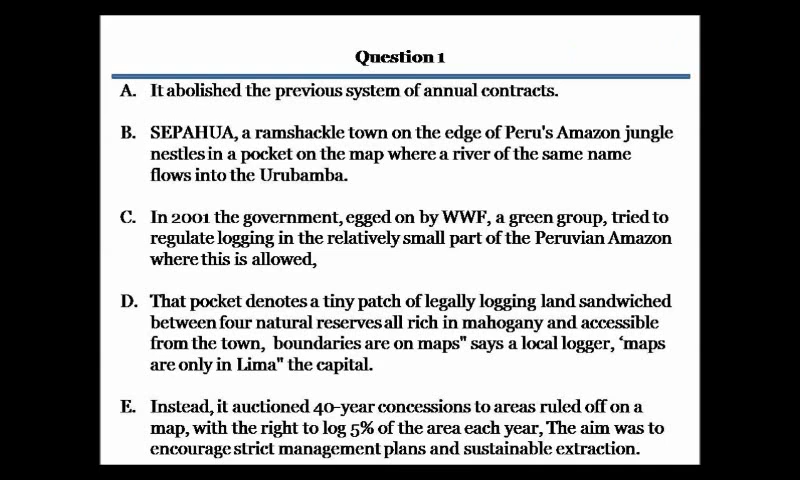 Question 1
A. It abolished the previous system of annual contracts.
B. SEPAHUA, a ramshackle town on the edge of Peru's Amazon jungle
nestles in a pocket on the map where a river of the same name
flows into the Urubamba.
C. In 2001 the government, egged on by WWF, a green group, tried to
regulate logging in the relatively small part of the Peruvian Amazon
where this is allowed,
D. That pocket denotes a tiny patch of legally logging land sandwiched
between four natural reserves all rich in mahogany and accessible
from the town, boundaries are on maps" says a local logger, ‘maps
are only in Lima" the capital.
E. Instead, it auctioned 40-year concessions to areas ruled off on a
map, with the right to log 5% of the area each year, The aim was to
encourage strict management plans and sustainable extraction.